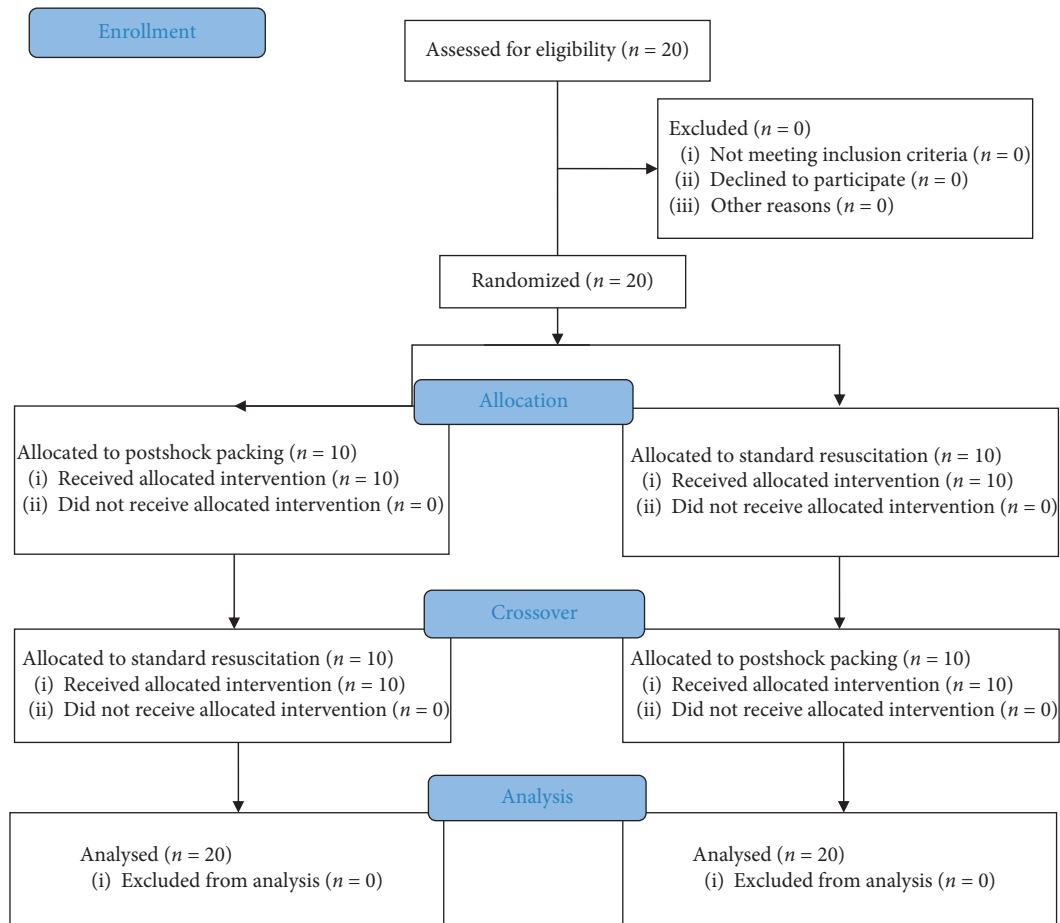 Enrollment
Assessed for eligibility (n = 20)
Excluded (n = 0)
(i) Not meeting inclusion criteria (n = 0)
(ii) Declined to participate (n = 0)
(iii) Other reasons (n = 0)
Randomized (n = 20)
Allocation
Allocated to postshock packing (n = 10)
(i) Received allocated intervention (n = 10)
(ii) Did not receive allocated intervention (n = 0)
Allocated to standard resuscitation (n = 10)
(i) Received allocated intervention (n = 10)
(ii) Did not receive allocated intervention (n = 0)
Crossover
Allocated to standard resuscitation (n = 10)
(i) Received allocated intervention (n = 10)
(ii) Did not receive allocated intervention (n = 0)
Allocated to postshock packing (n = 10)
(i) Received allocated intervention (n = 10)
(ii) Did not receive allocated intervention (n = 0)
Analysis
Analysed (n = 20)
(i) Excluded from analysis (n = 0)
Analysed (n = 20)
(i) Excluded from analysis (n = 0)